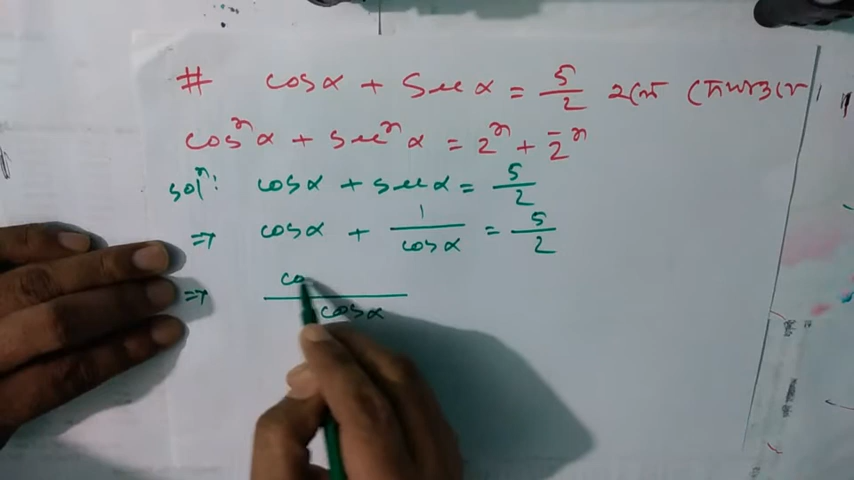 # cosα + secα = 5/2 হলে দেখাও যে
cosⁿα + secⁿα = 2ⁿ + 2⁻ⁿ
solⁿ: cosα + secα = 5/2
⇒ cosα + 1/cosα = 5/2
⇒ co
cosα